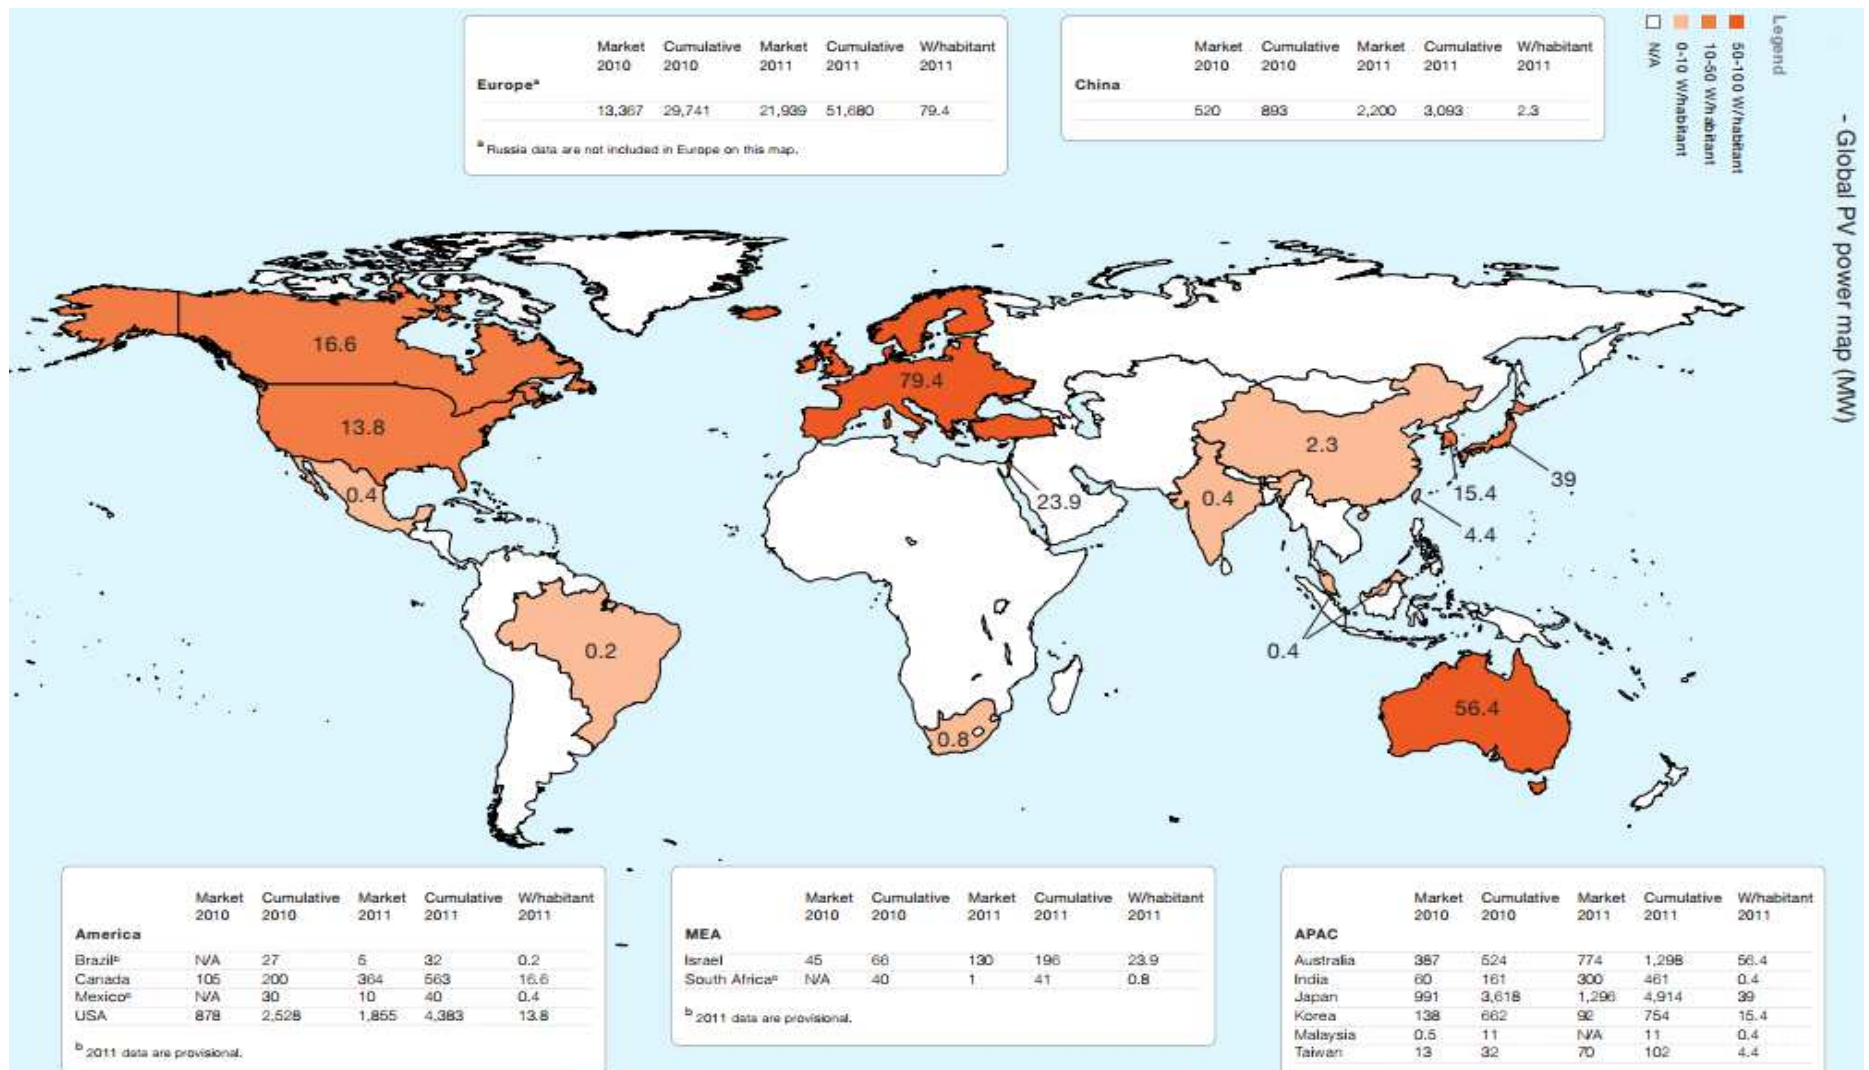 Market Cumulative Market Cumulative W/habitant
2010 2010 2011 2011 2011
Europeᵃ
13,367 29,741 21,939 51,680 79.4
ᵃ Russia data are not included in Europe on this map.
Market Cumulative Market Cumulative W/habitant
2010 2010 2011 2011 2011
China
520 893 2,200 3,093 2.3
Legend
50-100 W/habitant
10-50 W/habitant
0-10 W/habitant
N/A
- Global PV power map (MW)
16.6
79.4
13.8
2.3
39
0.4
23.9
0.4
15.4
4.4
0.2
0.4
56.4
0.8
Market Cumulative Market Cumulative W/habitant
2010 2010 2011 2011 2011
America
Brazilᵇ N/A 27 5 32 0.2
Canada 105 200 364 563 16.6
Mexicoᵇ N/A 30 10 40 0.4
USA 878 2,528 1,855 4,383 13.8
ᵇ 2011 data are provisional.
Market Cumulative Market Cumulative W/habitant
2010 2010 2011 2011 2011
MEA
Israel 45 66 130 196 23.9
South Africaᵇ N/A 40 1 41 0.8
ᵇ 2011 data are provisional.
Market Cumulative Market Cumulative W/habitant
2010 2010 2011 2011 2011
APAC
Australia 387 524 774 1,298 56.4
India 60 161 300 461 0.4
Japan 991 3,618 1,296 4,914 39
Korea 138 662 92 754 15.4
Malaysia 0.5 11 N/A 11 0.4
Taiwan 13 32 70 102 4.4